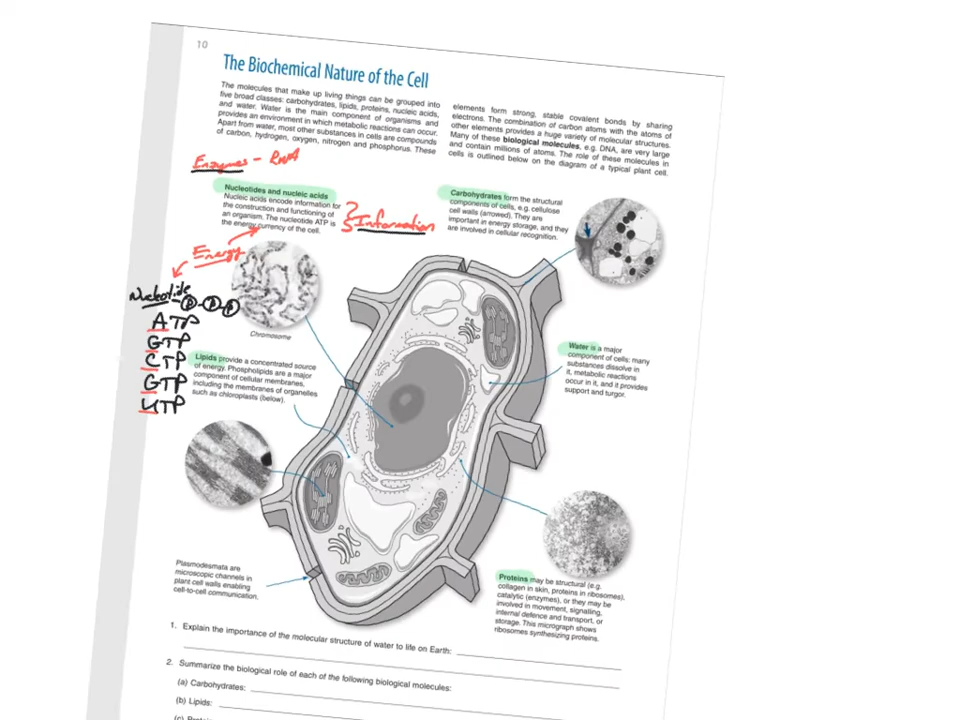 10
The Biochemical Nature of the Cell
The molecules that make up living things can be grouped into
five broad classes: carbohydrates, lipids, proteins, nucleic acids,
and water. Water is the main component of organisms and
provides an environment in which metabolic reactions can occur.
Apart from water, most other substances in cells are compounds
of carbon, hydrogen, oxygen, nitrogen and phosphorus. These
elements form strong, stable covalent bonds by sharing
electrons. The combination of carbon atoms with the atoms of
other elements provides a huge variety of molecular structures.
Many of these biological molecules, e.g. DNA, are very large
and contain millions of atoms. The role of these molecules in
cells is outlined below on the diagram of a typical plant cell.
Enzymes - RNA
Nucleotides and nucleic acids
Nucleic acids encode information for
the construction and functioning of
an organism. The nucleotide ATP is
the energy currency of the cell.
Information
Carbohydrates form the structural
components of cells, e.g. cellulose
cell walls (arrowed). They are
important in energy storage, and they
are involved in cellular recognition.
Energy
Nucleotide
P-P-P
ATP
GTP
CTP
GTP
UTP
Chromosome
Lipids provide a concentrated source
of energy. Phospholipids are a major
component of cellular membranes,
including the membranes of organelles
such as chloroplasts (below).
Water is a major
component of cells: many
substances dissolve in
it, metabolic reactions
occur in it, and it provides
support and turgor.
Plasmodesmata are
microscopic channels in
plant cell walls enabling
cell-to-cell communication.
Proteins may be structural (e.g.
collagen in skin, proteins in ribosomes),
catalytic (enzymes), or they may be
involved in movement, signalling,
internal defence and transport, or
storage. This micrograph shows
ribosomes synthesizing proteins.
1. Explain the importance of the molecular structure of water to life on Earth:
2. Summarize the biological role of each of the following biological molecules:
(a) Carbohydrates:
(b) Lipids: